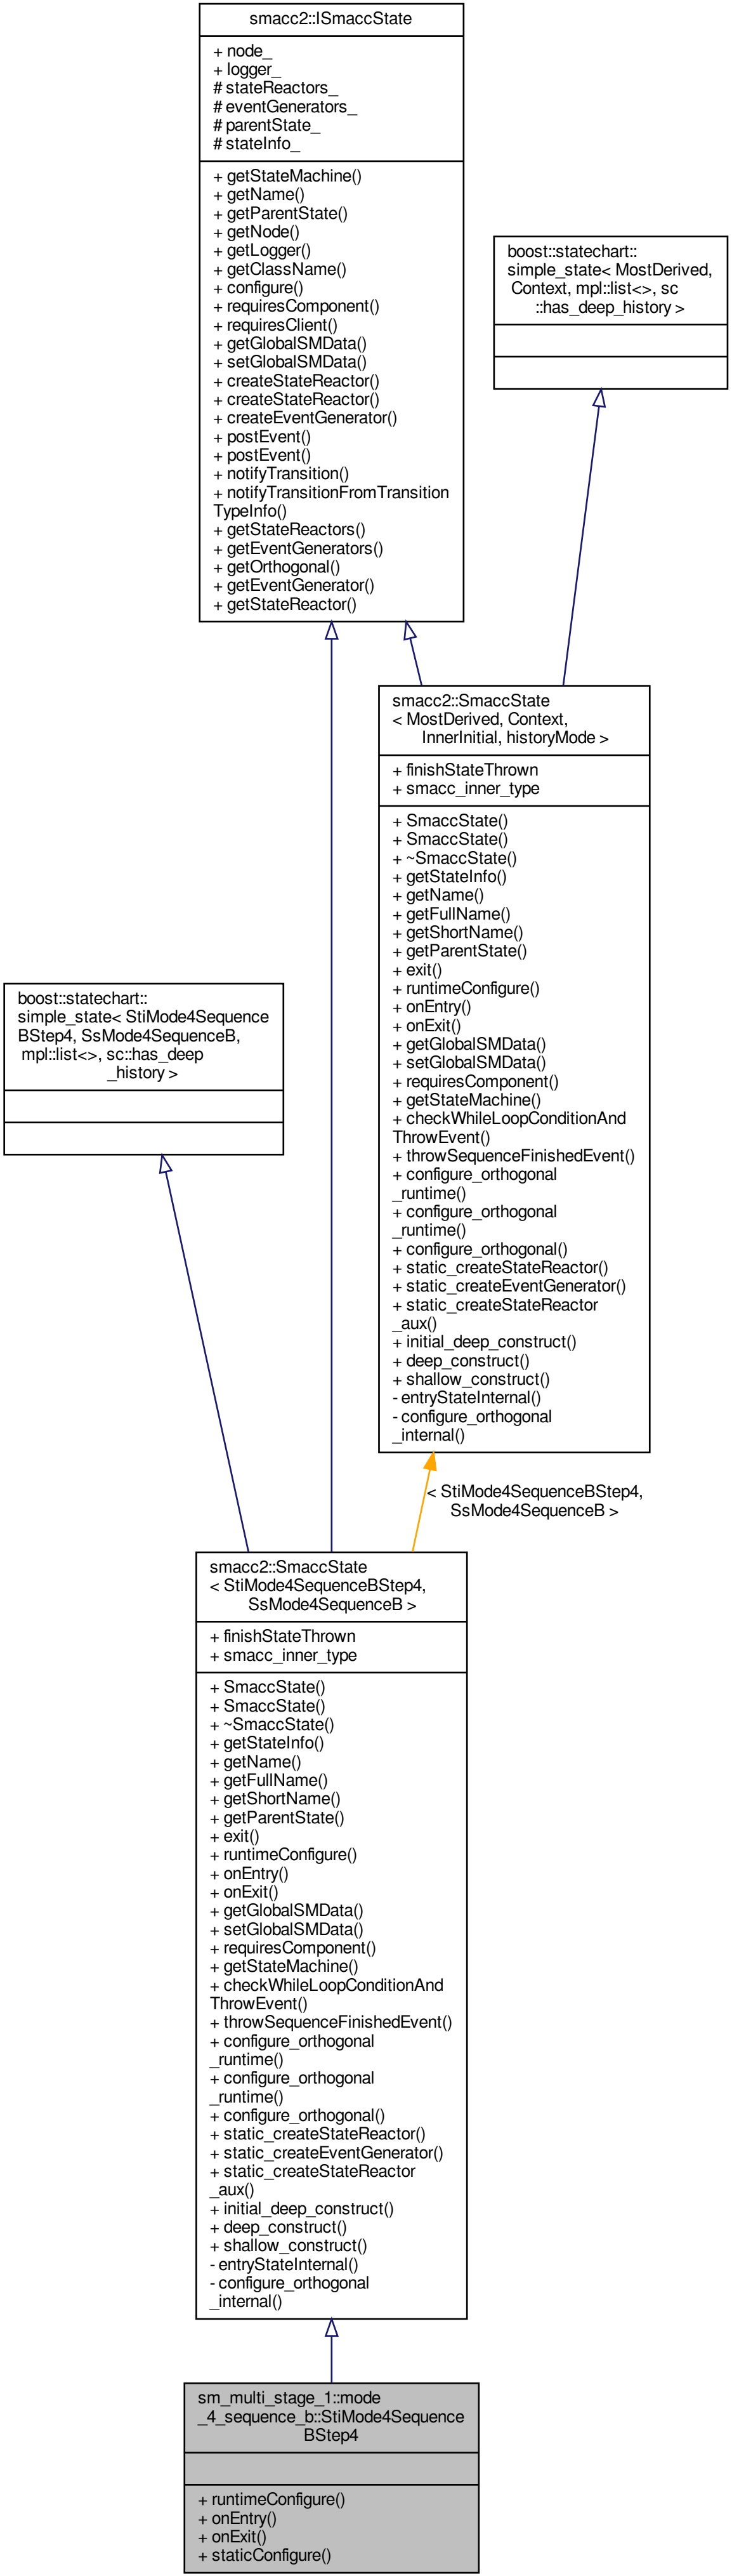 smacc2::ISmaccState
+ node_
+ logger_
# stateReactors_
# eventGenerators_
# parentState_
# stateInfo_
+ getStateMachine()
+ getName()
+ getParentState()
+ getNode()
+ getLogger()
+ getClassName()
+ configure()
+ requiresComponent()
+ requiresClient()
+ getGlobalSMData()
+ setGlobalSMData()
+ createStateReactor()
+ createStateReactor()
+ createEventGenerator()
+ postEvent()
+ postEvent()
+ notifyTransition()
+ notifyTransitionFromTransition
TypeInfo()
+ getStateReactors()
+ getEventGenerators()
+ getOrthogonal()
+ getEventGenerator()
+ getStateReactor()
boost::statechart::
simple_state< MostDerived,
Context, mpl::list<>, sc
::has_deep_history >
smacc2::SmaccState
< MostDerived, Context,
InnerInitial, historyMode >
+ finishStateThrown
+ smacc_inner_type
+ SmaccState()
+ SmaccState()
+ ~SmaccState()
+ getStateInfo()
+ getName()
+ getFullName()
+ getShortName()
+ getParentState()
+ exit()
+ runtimeConfigure()
+ onEntry()
+ onExit()
+ getGlobalSMData()
+ setGlobalSMData()
+ requiresComponent()
+ getStateMachine()
+ checkWhileLoopConditionAnd
ThrowEvent()
+ throwSequenceFinishedEvent()
+ configure_orthogonal
_runtime()
+ configure_orthogonal
_runtime()
+ configure_orthogonal()
+ static_createStateReactor()
+ static_createEventGenerator()
+ static_createStateReactor
_aux()
+ initial_deep_construct()
+ deep_construct()
+ shallow_construct()
- entryStateInternal()
- configure_orthogonal
_internal()
boost::statechart::
simple_state< StiMode4Sequence
BStep4, SsMode4SequenceB,
mpl::list<>, sc::has_deep
_history >
< StiMode4SequenceBStep4,
SsMode4SequenceB >
smacc2::SmaccState
< StiMode4SequenceBStep4,
SsMode4SequenceB >
+ finishStateThrown
+ smacc_inner_type
+ SmaccState()
+ SmaccState()
+ ~SmaccState()
+ getStateInfo()
+ getName()
+ getFullName()
+ getShortName()
+ getParentState()
+ exit()
+ runtimeConfigure()
+ onEntry()
+ onExit()
+ getGlobalSMData()
+ setGlobalSMData()
+ requiresComponent()
+ getStateMachine()
+ checkWhileLoopConditionAnd
ThrowEvent()
+ throwSequenceFinishedEvent()
+ configure_orthogonal
_runtime()
+ configure_orthogonal
_runtime()
+ configure_orthogonal()
+ static_createStateReactor()
+ static_createEventGenerator()
+ static_createStateReactor
_aux()
+ initial_deep_construct()
+ deep_construct()
+ shallow_construct()
- entryStateInternal()
- configure_orthogonal
_internal()
sm_multi_stage_1::mode
_4_sequence_b::StiMode4Sequence
BStep4
+ runtimeConfigure()
+ onEntry()
+ onExit()
+ staticConfigure()